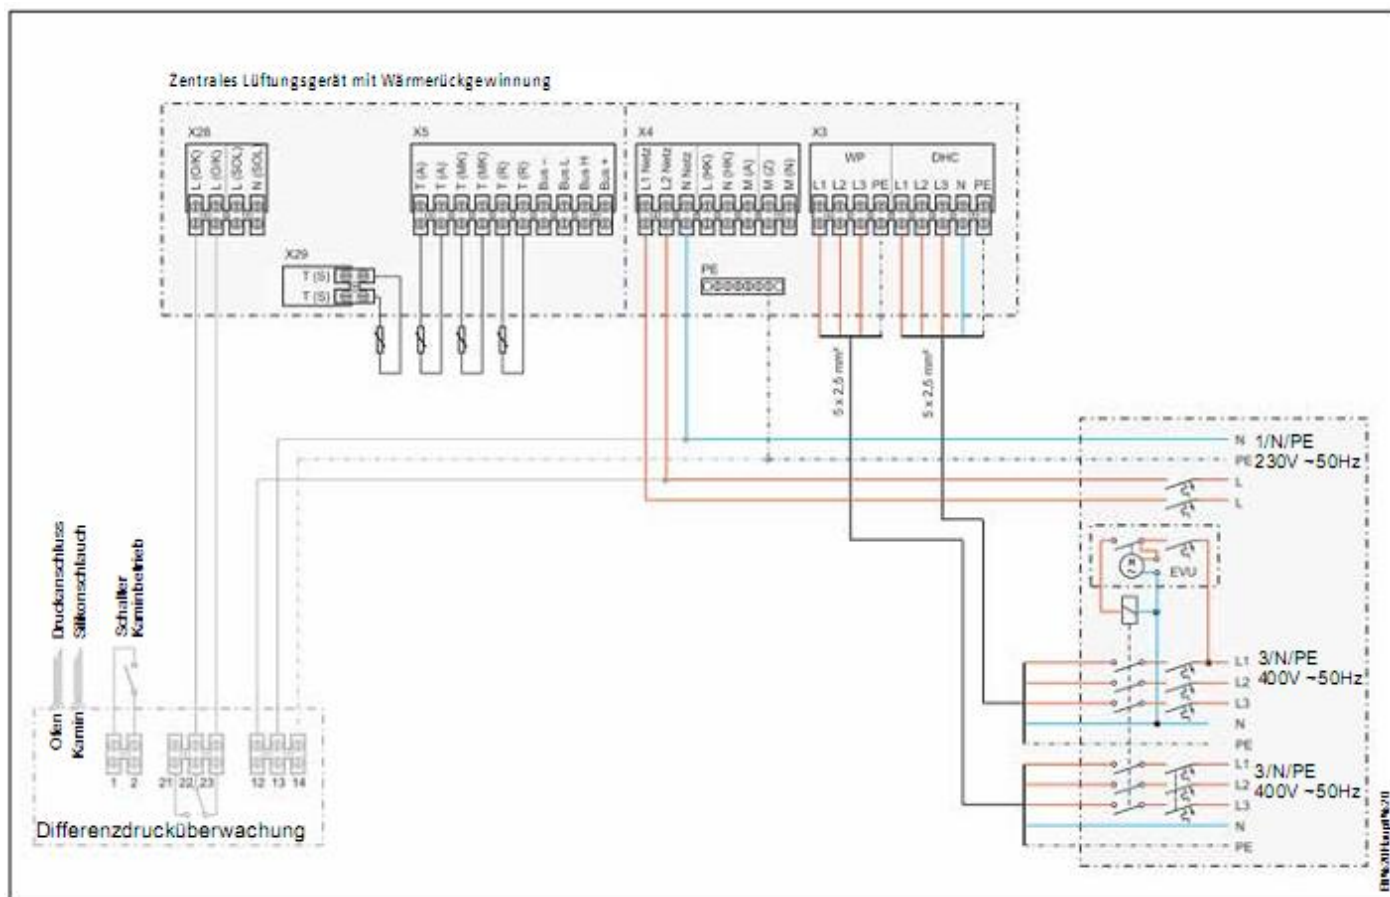 Zentrales Lüftungsgerät mit Wärmerückgewinnung
X28
L (O/K)
L (O/K)
L (SOL)
N (SOL)
X5
T (A)
T (A)
T (MK)
T (MK)
T (R)
T (R)
Bus –
Bus L
Bus H
Bus +
X4
L1 Netz
L2 Netz
N Netz
L (HK)
N (HK)
M (A)
M (Z)
M (N)
X3
WP
DHC
L1 L2 L3 PE L1 L2 L3 N PE
X29
T (S)
T (S)
PE
5 x 2,5 mm²
5 x 2,5 mm²
N 1/N/PE
PE 230V ~50Hz
L
L
M
~
EVU
L1 3/N/PE
L2 400V ~50Hz
L3
N
PE
L1
L2 3/N/PE
L3 400V ~50Hz
N
PE
Druckanschluss
Silikonschlauch
Schalter
Kaminbetrieb
Ofen
Kamin
1 2 21 22 23 12 13 14
Differenzdrucküberwachung